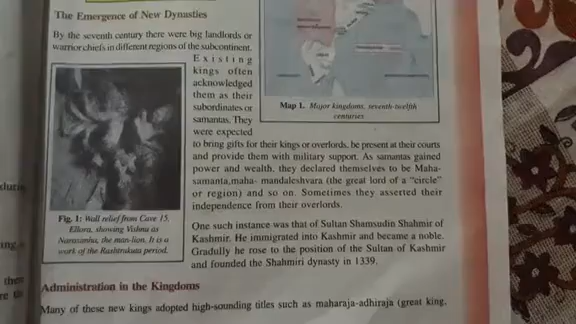 The Emergence of New Dynasties
By the seventh century there were big landlords or
warrior chiefs in different regions of the subcontinent.
Existing
kings often
acknowledged
them as their
subordinates or
samantas. They
were expected
to bring gifts for their kings or overlords, be present at their courts
and provide them with military support. As samantas gained
power and wealth, they declared themselves to be Maha-
samanta,maha- mandaleshvara (the great lord of a "circle"
or region) and so on. Sometimes they asserted their
independence from their overlords.
Map 1. Major kingdoms, seventh-twelfth
centuries
Fig. 1: Wall relief from Cave 15,
Ellora, showing Vishnu as
Narasimha, the man-lion. It is a
work of the Rashtrakuta period.
One such instance was that of Sultan Shamsudin Shahmir of
Kashmir. He immigrated into Kashmir and became a noble.
Gradully he rose to the position of the Sultan of Kashmir
and founded the Shahmiri dynasty in 1339.
Administration in the Kingdoms
Many of these new kings adopted high-sounding titles such as maharaja-adhiraja (great king,